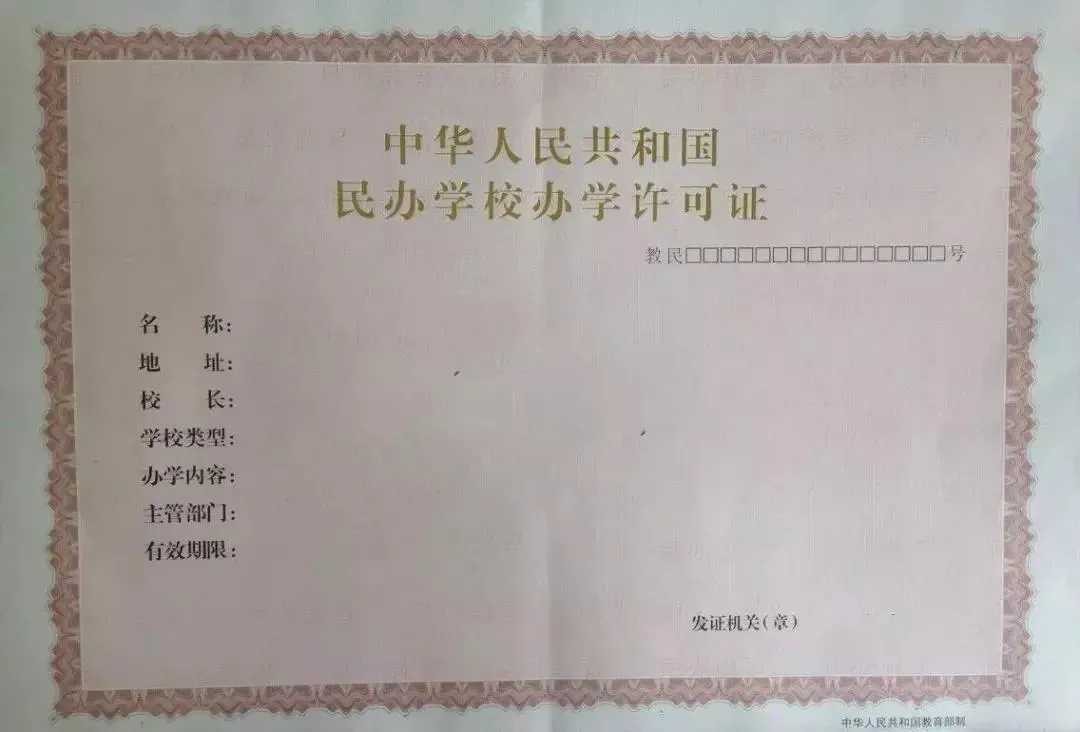 中华人民共和国
民办学校办学许可证
教民□□□□□□□□□□□□□□□号
名 称：
地 址：
校 长：
学校类型：
办学内容：
主管部门：
有效期限：
发证机关（章）
中华人民共和国教育部制